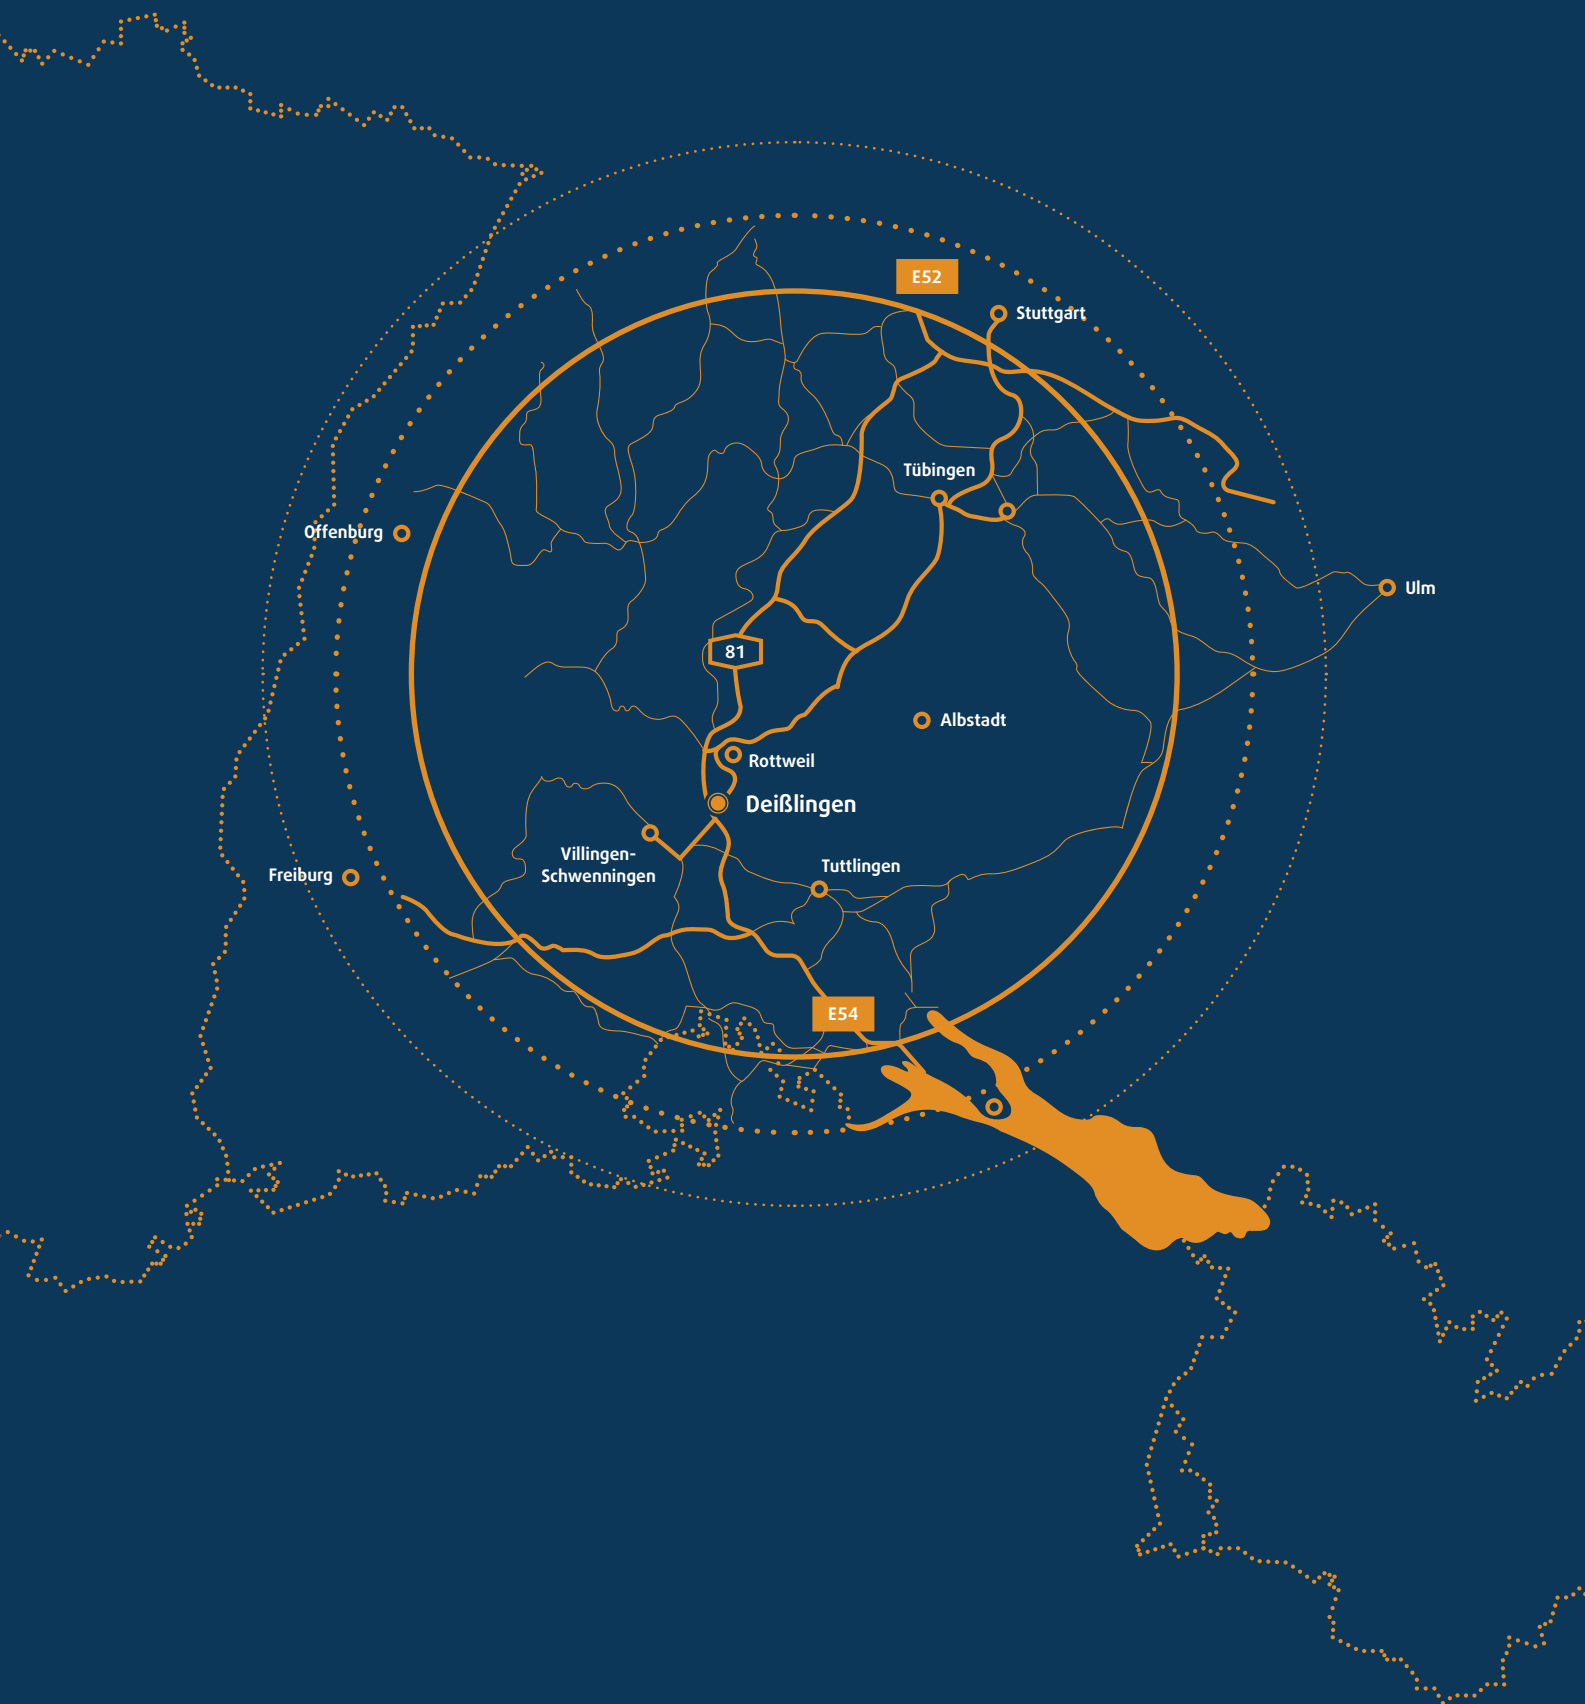 E52
Stuttgart
Tübingen
Offenburg
Ulm
81
Albstadt
Rottweil
Deißlingen
Villingen-
Schwenningen
Tuttlingen
Freiburg
E54